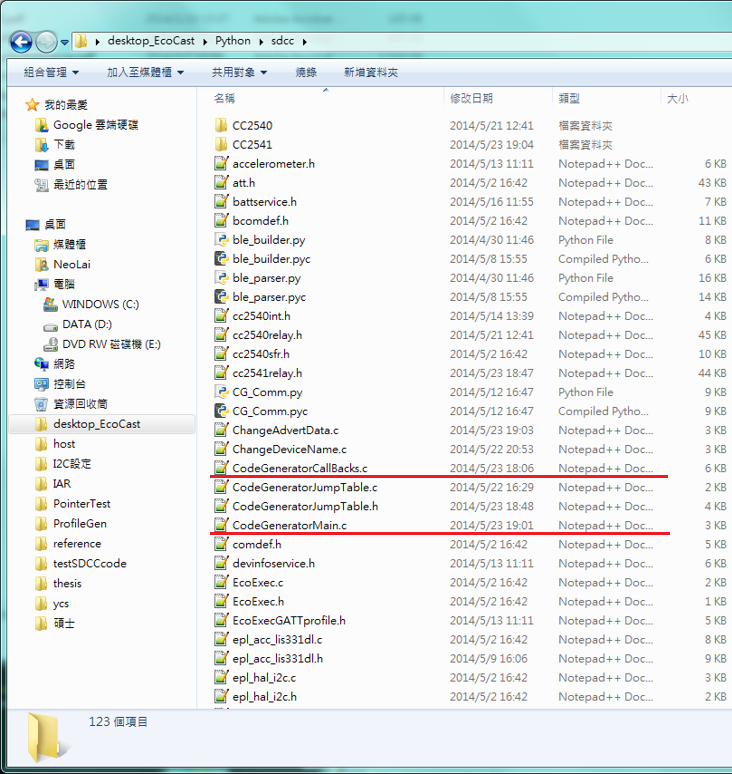 desktop_EcoCast ▸ Python ▸ sdcc ▸
組合管理 ▼ 加入至媒體櫃 ▼ 共用對象 ▼ 燒錄 新增資料夾
我的最愛
Google 雲端硬碟
下載
桌面
最近的位置
桌面
媒體櫃
NeoLai
電腦
WINDOWS (C:)
DATA (D:)
DVD RW 磁碟機 (E:)
網路
控制台
資源回收筒
desktop_EcoCast
host
I2C設定
IAR
PointerTest
ProfileGen
reference
testSDCCcode
thesis
ycs
碩士
名稱 修改日期 類型 大小
CC2540 2014/5/21 12:41 檔案資料夾
CC2541 2014/5/23 19:04 檔案資料夾
accelerometer.h 2014/5/13 11:11 Notepad++ Doc... 6 KB
att.h 2014/5/2 16:42 Notepad++ Doc... 43 KB
battservice.h 2014/5/16 11:55 Notepad++ Doc... 7 KB
bcomdef.h 2014/5/2 16:42 Notepad++ Doc... 11 KB
ble_builder.py 2014/4/30 11:46 Python File 8 KB
ble_builder.pyc 2014/5/8 15:55 Compiled Pytho... 6 KB
ble_parser.py 2014/4/30 11:46 Python File 16 KB
ble_parser.pyc 2014/5/8 15:55 Compiled Pytho... 14 KB
cc2540int.h 2014/5/14 13:39 Notepad++ Doc... 4 KB
cc2540relay.h 2014/5/21 12:41 Notepad++ Doc... 45 KB
cc2540sfr.h 2014/5/2 16:42 Notepad++ Doc... 10 KB
cc2541relay.h 2014/5/23 18:47 Notepad++ Doc... 44 KB
CG_Comm.py 2014/5/12 16:47 Python File 9 KB
CG_Comm.pyc 2014/5/12 16:47 Compiled Pytho... 9 KB
ChangeAdvertData.c 2014/5/23 19:03 Notepad++ Doc... 3 KB
ChangeDeviceName.c 2014/5/22 20:53 Notepad++ Doc... 3 KB
CodeGeneratorCallBacks.c 2014/5/23 18:06 Notepad++ Doc... 6 KB
CodeGeneratorJumpTable.c 2014/5/22 16:29 Notepad++ Doc... 2 KB
CodeGeneratorJumpTable.h 2014/5/23 18:48 Notepad++ Doc... 4 KB
CodeGeneratorMain.c 2014/5/23 19:01 Notepad++ Doc... 3 KB
comdef.h 2014/5/2 16:42 Notepad++ Doc... 5 KB
devinfoservice.h 2014/5/13 11:11 Notepad++ Doc... 6 KB
EcoExec.c 2014/5/2 16:42 Notepad++ Doc... 2 KB
EcoExec.h 2014/5/2 16:42 Notepad++ Doc... 1 KB
EcoExecGATTprofile.h 2014/5/13 11:11 Notepad++ Doc... 5 KB
epl_acc_lis331dl.c 2014/5/2 16:42 Notepad++ Doc... 8 KB
epl_acc_lis331dl.h 2014/5/9 16:06 Notepad++ Doc... 9 KB
epl_hal_i2c.c 2014/5/2 16:42 Notepad++ Doc... 3 KB
epl_hal_i2c.h 2014/5/2 16:42 Notepad++ Doc... 2 KB
123 個項目